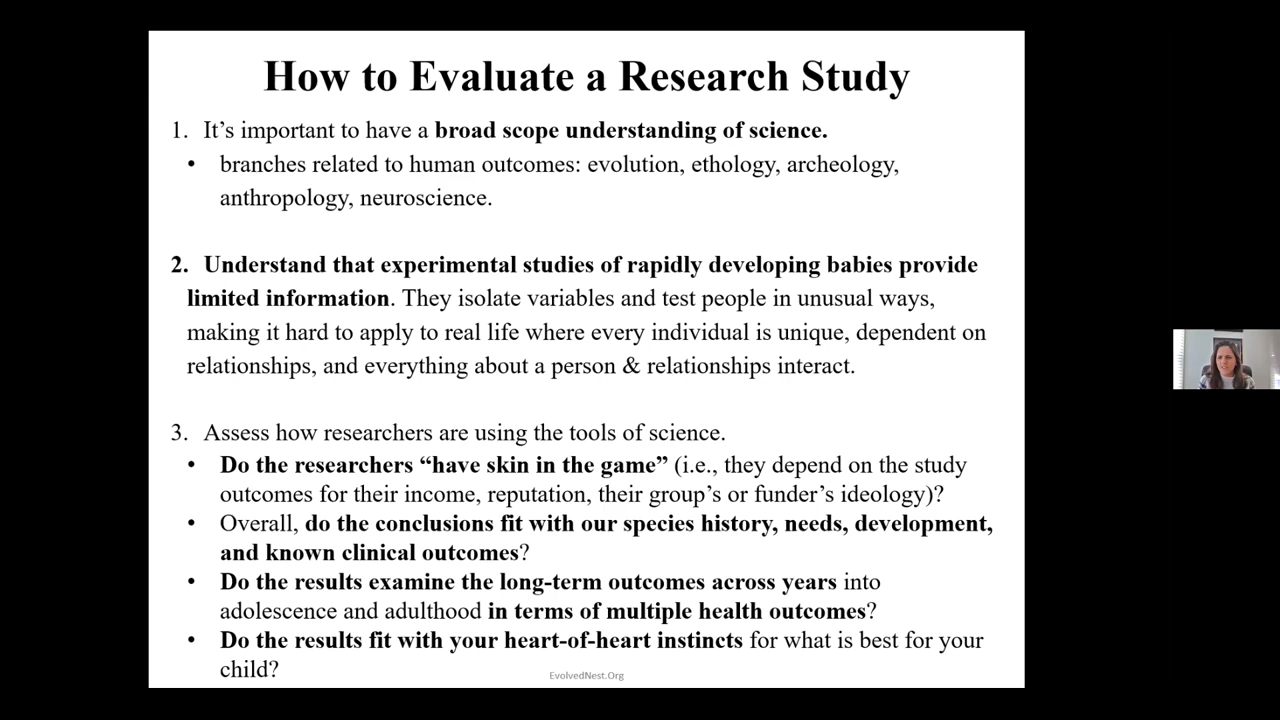 How to Evaluate a Research Study
1. It’s important to have a broad scope understanding of science.
• branches related to human outcomes: evolution, ethology, archeology,
anthropology, neuroscience.
2. Understand that experimental studies of rapidly developing babies provide
limited information. They isolate variables and test people in unusual ways,
making it hard to apply to real life where every individual is unique, dependent on
relationships, and everything about a person & relationships interact.
3. Assess how researchers are using the tools of science.
• Do the researchers “have skin in the game” (i.e., they depend on the study
outcomes for their income, reputation, their group’s or funder’s ideology)?
• Overall, do the conclusions fit with our species history, needs, development,
and known clinical outcomes?
• Do the results examine the long-term outcomes across years into
adolescence and adulthood in terms of multiple health outcomes?
• Do the results fit with your heart-of-heart instincts for what is best for your
child?
EvolvedNest.Org